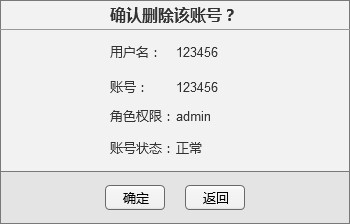 确认删除该账号？
用户名： 123456
账号： 123456
角色权限：admin
账号状态：正常
确定 返回